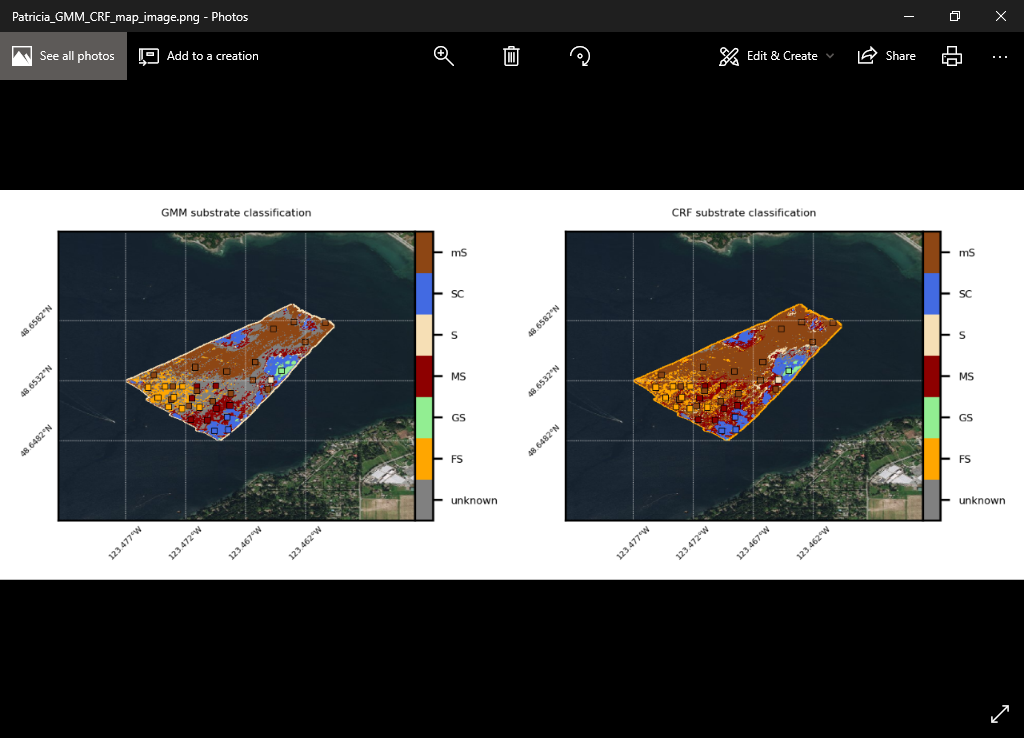 Patricia_GMM_CRF_map_image.png - Photos
See all photos
Add to a creation
Edit & Create
Share
GMM substrate classification
mS
SC
S
MS
GS
FS
unknown
48.6582°N
48.6532°N
48.6482°N
123.477°W
123.472°W
123.467°W
123.462°W
CRF substrate classification
mS
SC
S
MS
GS
FS
unknown
48.6582°N
48.6532°N
48.6482°N
123.477°W
123.472°W
123.467°W
123.462°W